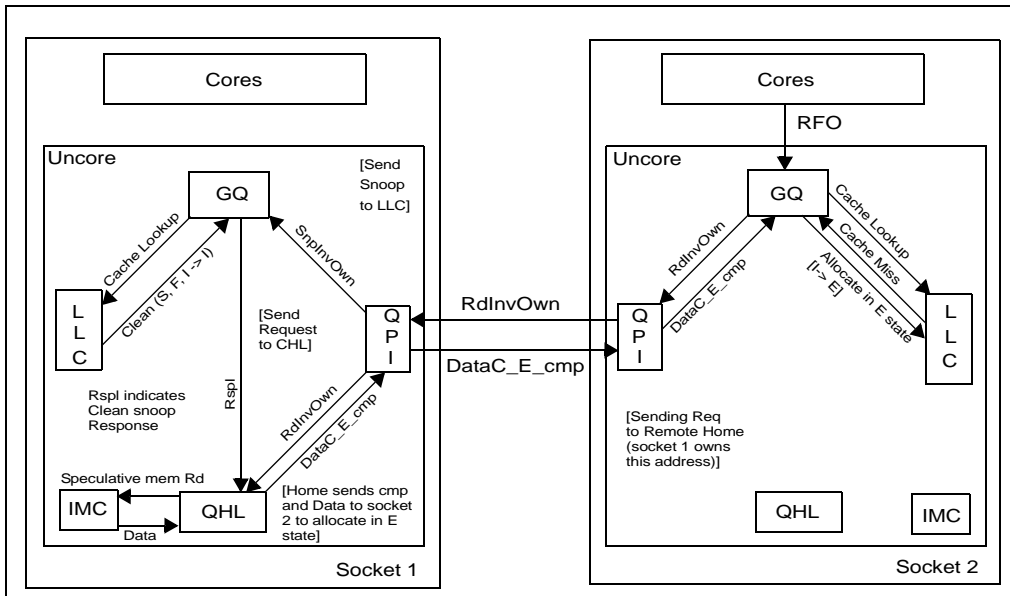 Cores
Uncore
[Send
Snoop
to LLC]
GQ
Cache Lookup
Clean (S, F, I -> I)
SnpInvOwn
L
L
C
[Send
Request
to CHL]
Q
P
I
Rspl indicates
Clean snoop
Response
Rspl
RdInvOwn
DataC_E_cmp
Speculative mem Rd
IMC
Data
QHL
[Home sends cmp
and Data to socket
2 to allocate in E
state]
Socket 1
RdInvOwn
DataC_E_cmp
Cores
RFO
Uncore
GQ
RdInvOwn
DataC_E_cmp
Cache Lookup
Cache Miss
Allocate in E state
[I-> E]
Q
P
I
L
L
C
[Sending Req
to Remote Home
(socket 1 owns
this address)]
QHL
IMC
Socket 2